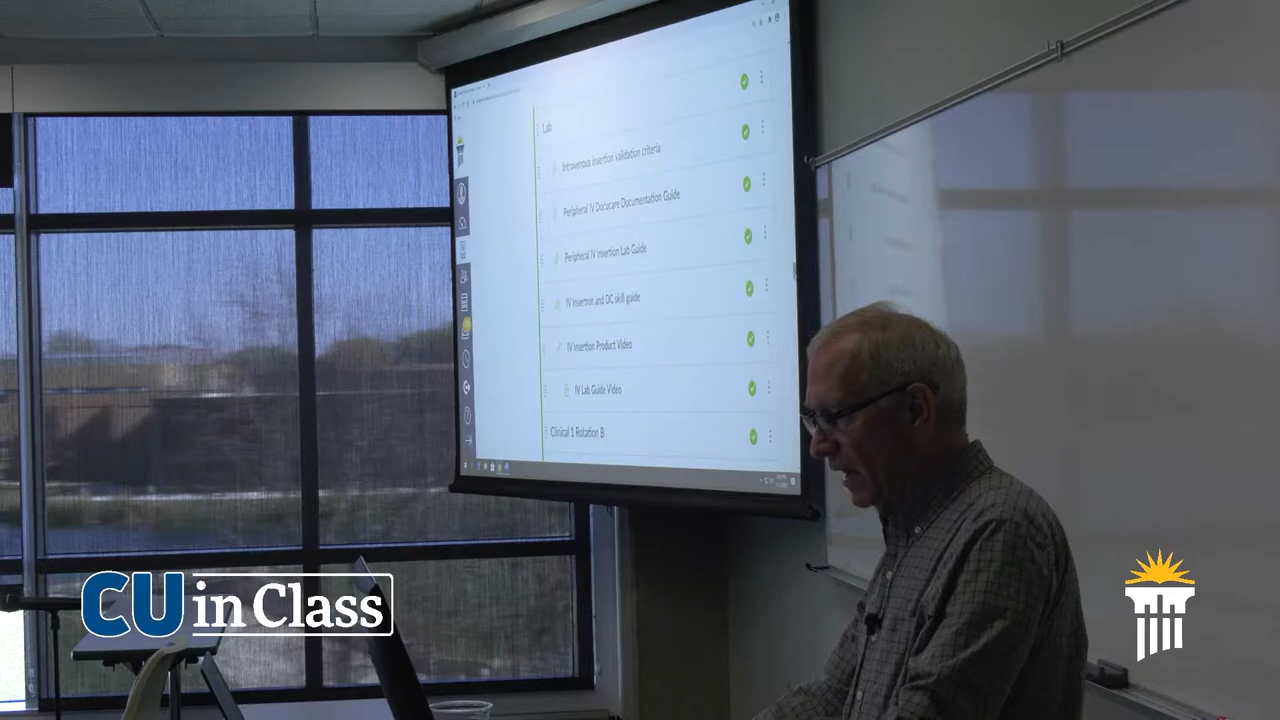 Lab
Intravenous insertion validation criteria
Peripheral IV Docucare Documentation Guide
Peripheral IV Insertion Lab Guide
IV Insertion and DC skill guide
IV insertion Product Video
IV Lab Guide Video
Clinical 1 Rotation B
CU in Class